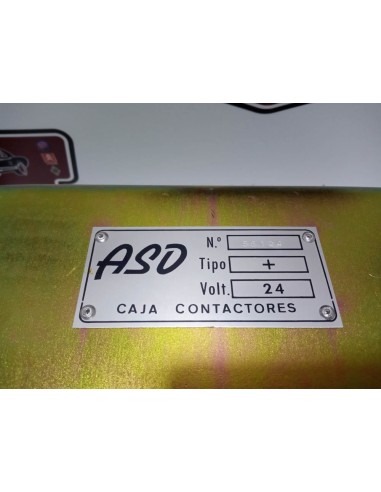 ASD
N.º
Tipo +
Volt. 24
CAJA CONTACTORES